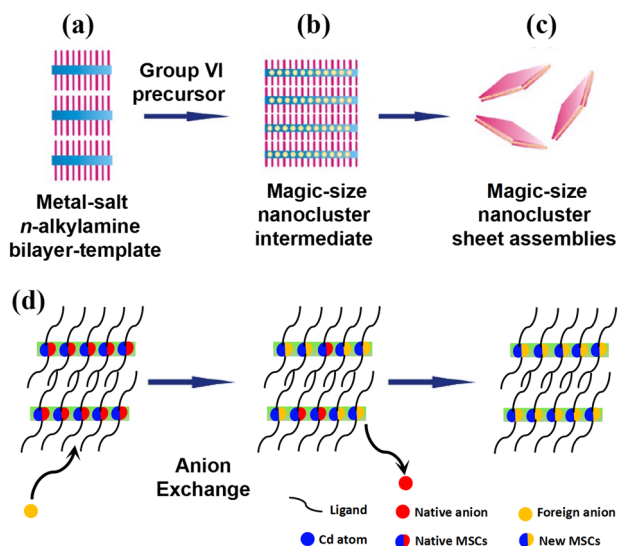 (a)
(b)
(c)
Group VI
precursor
Metal-salt
n-alkylamine
bilayer-template
Magic-size
nanocluster
intermediate
Magic-size
nanocluster
sheet assemblies
(d)
Anion
Exchange
Ligand
Native anion
Foreign anion
Cd atom
Native MSCs
New MSCs